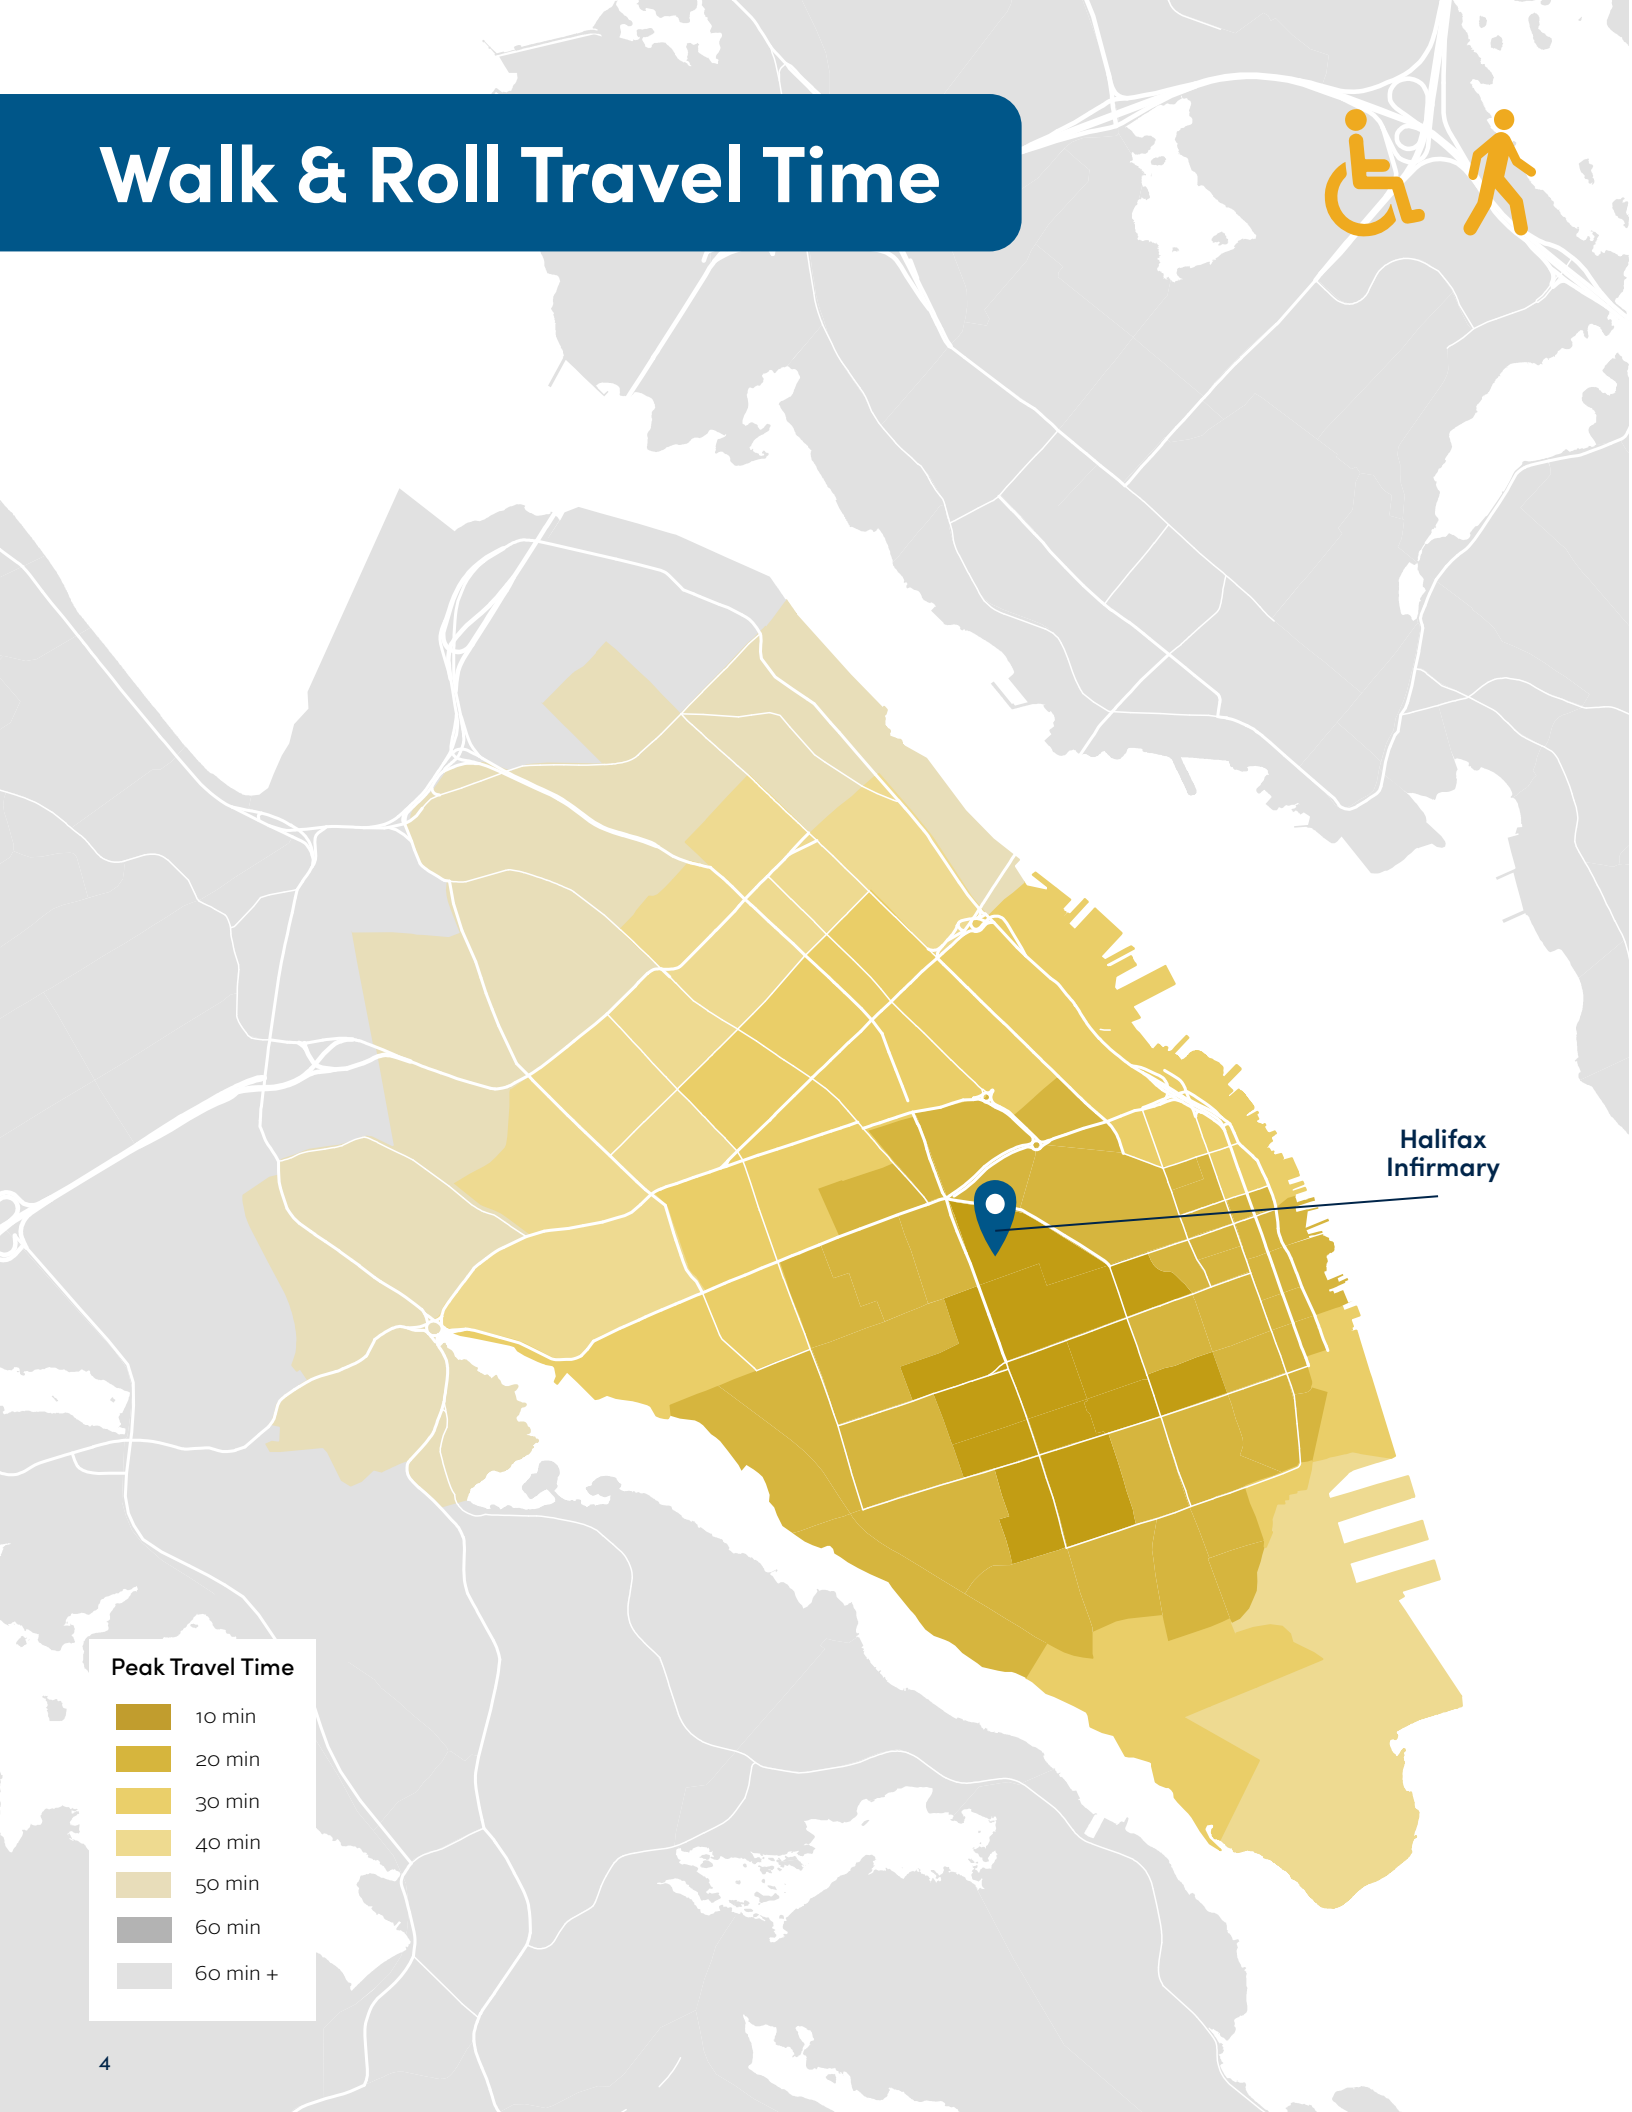 Walk & Roll Travel Time
Halifax
Infirmary
Peak Travel Time
10 min
20 min
30 min
40 min
50 min
60 min
60 min +
4